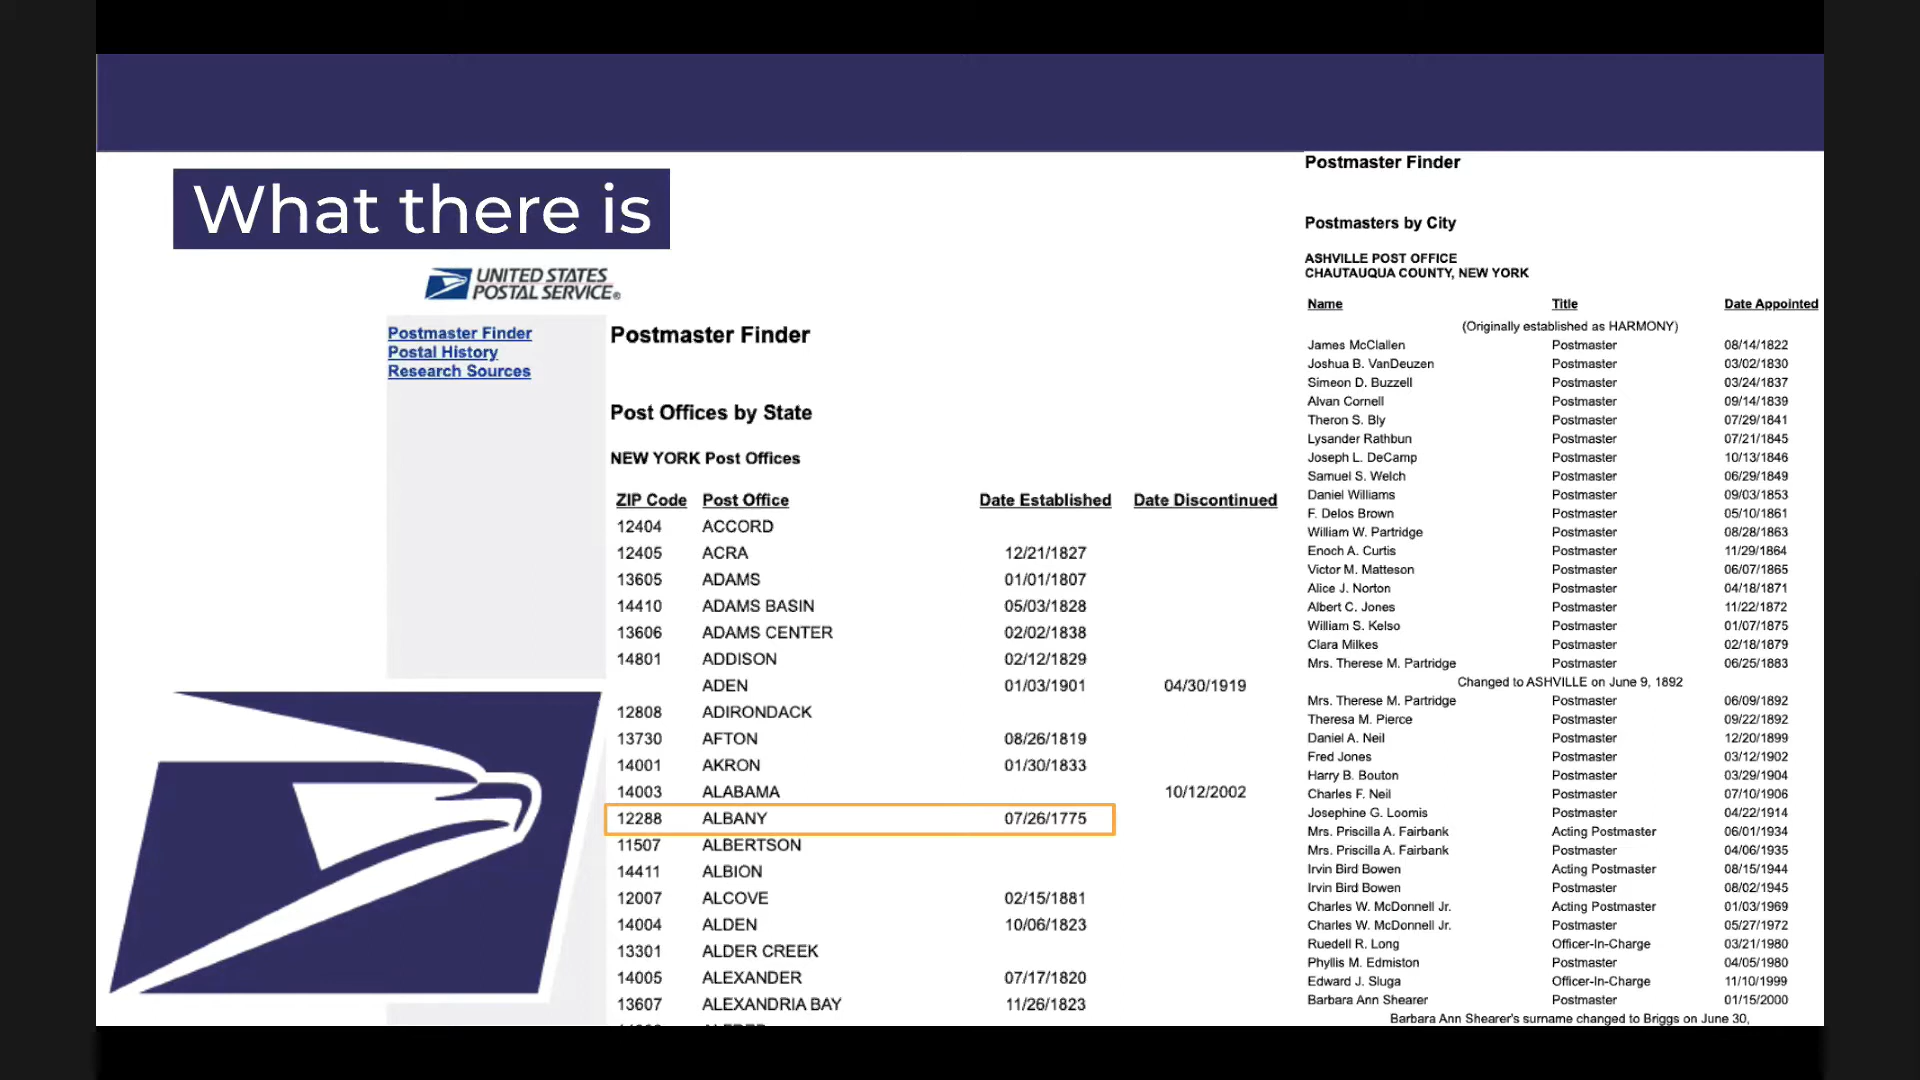 What there is
UNITED STATES
POSTAL SERVICE®
Postmaster Finder
Postal History
Research Sources
Postmaster Finder
Post Offices by State
NEW YORK Post Offices
ZIP Code Post Office Date Established Date Discontinued
12404 ACCORD
12405 ACRA 12/21/1827
13605 ADAMS 01/01/1807
14410 ADAMS BASIN 05/03/1828
13606 ADAMS CENTER 02/02/1838
14801 ADDISON 02/12/1829
ADEN 01/03/1901 04/30/1919
12808 ADIRONDACK
13730 AFTON 08/26/1819
14001 AKRON 01/30/1833
14003 ALABAMA 10/12/2002
12288 ALBANY 07/26/1775
11507 ALBERTSON
14411 ALBION
12007 ALCOVE 02/15/1881
14004 ALDEN 10/06/1823
13301 ALDER CREEK
14005 ALEXANDER 07/17/1820
13607 ALEXANDRIA BAY 11/26/1823
Postmaster Finder
Postmasters by City
ASHVILLE POST OFFICE
CHAUTAUQUA COUNTY, NEW YORK
Name Title Date Appointed
(Originally established as HARMONY)
James McClallen Postmaster 08/14/1822
Joshua B. VanDeuzen Postmaster 03/02/1830
Simeon D. Buzzell Postmaster 03/24/1837
Alvan Cornell Postmaster 09/14/1839
Theron S. Bly Postmaster 07/29/1841
Lysander Rathbun Postmaster 07/21/1845
Joseph L. DeCamp Postmaster 10/13/1846
Samuel S. Welch Postmaster 06/29/1849
Daniel Williams Postmaster 09/03/1853
F. Delos Brown Postmaster 05/10/1861
William W. Partridge Postmaster 08/28/1863
Enoch A. Curtis Postmaster 11/29/1864
Victor M. Matteson Postmaster 06/07/1865
Alice J. Norton Postmaster 04/18/1871
Albert C. Jones Postmaster 11/22/1872
William S. Kelso Postmaster 01/07/1875
Clara Milkes Postmaster 02/18/1879
Mrs. Therese M. Partridge Postmaster 06/25/1883
Changed to ASHVILLE on June 9, 1892
Mrs. Therese M. Partridge Postmaster 06/09/1892
Theresa M. Pierce Postmaster 09/22/1892
Daniel A. Neil Postmaster 12/20/1899
Fred Jones Postmaster 03/12/1902
Harry B. Bouton Postmaster 03/29/1904
Charles F. Neil Postmaster 07/10/1906
Josephine G. Loomis Postmaster 04/22/1914
Mrs. Priscilla A. Fairbank Acting Postmaster 06/01/1934
Mrs. Priscilla A. Fairbank Postmaster 04/06/1935
Irvin Bird Bowen Acting Postmaster 08/15/1944
Irvin Bird Bowen Postmaster 08/02/1945
Charles W. McDonnell Jr. Acting Postmaster 01/03/1969
Charles W. McDonnell Jr. Postmaster 05/27/1972
Ruedell R. Long Officer-In-Charge 03/21/1980
Phyllis M. Edmiston Postmaster 04/05/1980
Edward J. Sluga Officer-In-Charge 11/10/1999
Barbara Ann Shearer Postmaster 01/15/2000
Barbara Ann Shearer's surname changed to Briggs on June 30,